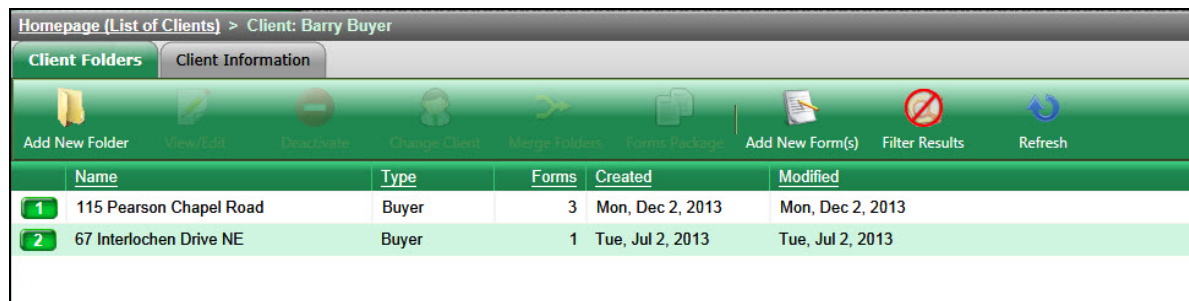 Homepage (List of Clients) > Client: Barry Buyer
Client Folders Client Information
Add New Folder View/Edit Deactivate Change Client Merge Folders Forms Package Add New Form(s) Filter Results Refresh
Name Type Forms Created Modified
1 115 Pearson Chapel Road Buyer 3 Mon, Dec 2, 2013 Mon, Dec 2, 2013
2 67 Interlochen Drive NE Buyer 1 Tue, Jul 2, 2013 Tue, Jul 2, 2013